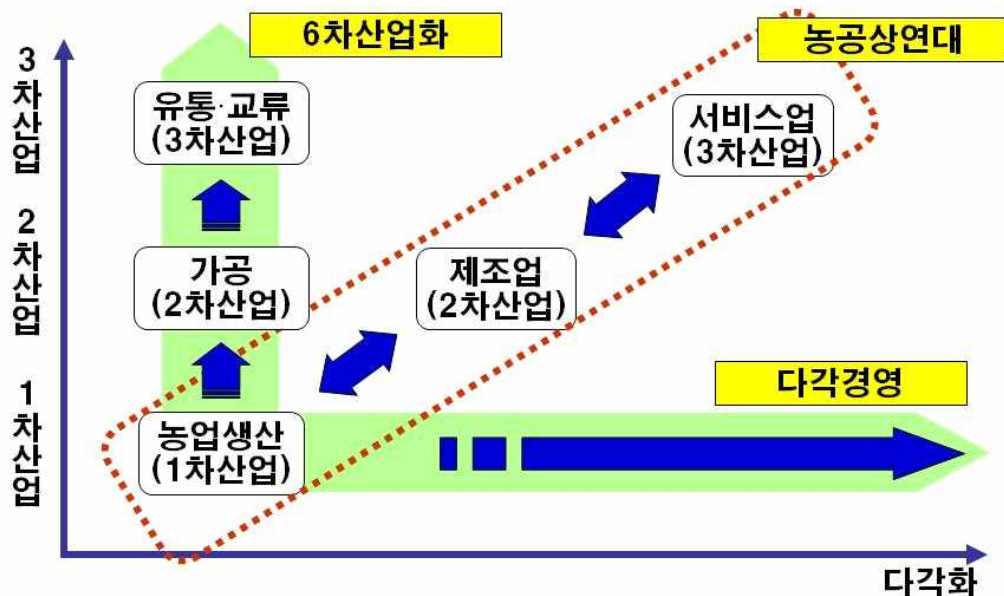 6차산업화
농공상연대
3차산업
유통·교류
(3차산업)
서비스업
(3차산업)
2차산업
가공
(2차산업)
제조업
(2차산업)
1차산업
다각경영
농업생산
(1차산업)
다각화